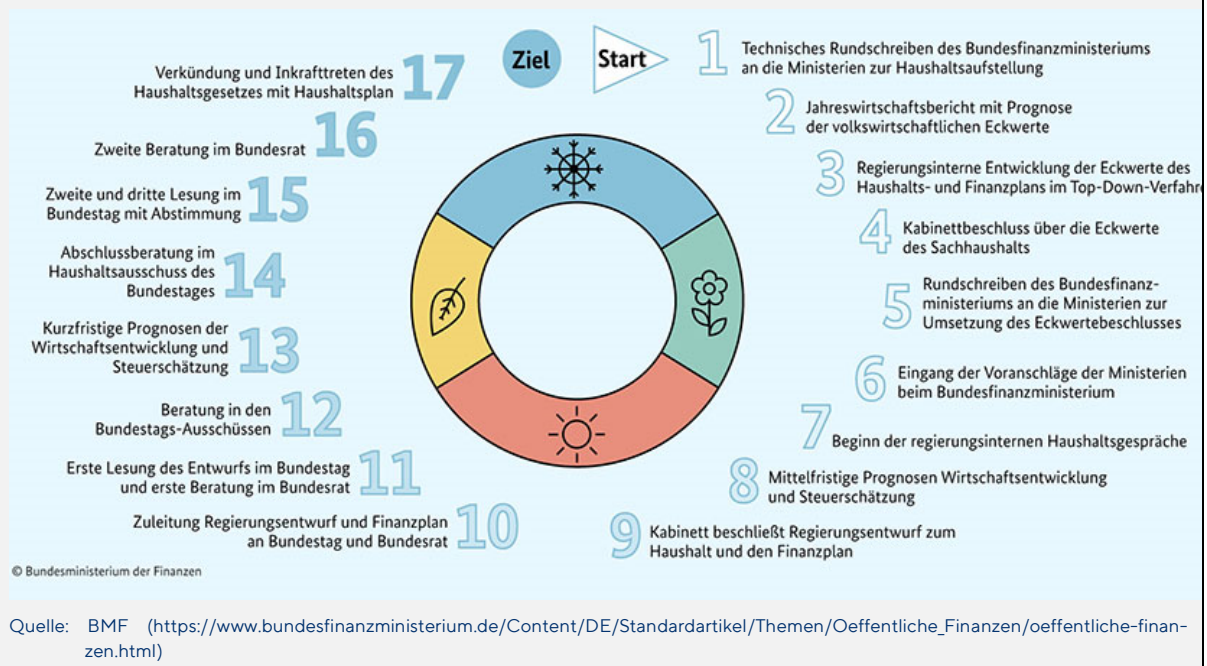 Ziel
Start
1
Technisches Rundschreiben des Bundesfinanzministeriums
an die Ministerien zur Haushaltsaufstellung
2
Jahreswirtschaftsbericht mit Prognose
der volkswirtschaftlichen Eckwerte
3
Regierungsinterne Entwicklung der Eckwerte des
Haushalts- und Finanzplans im Top-Down-Verfahre
4
Kabinettbeschluss über die Eckwerte
des Sachhaushalts
5
Rundschreiben des Bundesfinanz-
ministeriums an die Ministerien zur
Umsetzung des Eckwertebeschlusses
6
Eingang der Voranschläge der Ministerien
beim Bundesfinanzministerium
7
Beginn der regierungsinternen Haushaltsgespräche
8
Mittelfristige Prognosen Wirtschaftsentwicklung
und Steuerschätzung
9
Kabinett beschließt Regierungsentwurf zum
Haushalt und den Finanzplan
10
Zuleitung Regierungsentwurf und Finanzplan
an Bundestag und Bundesrat
11
Erste Lesung des Entwurfs im Bundestag
und erste Beratung im Bundesrat
12
Beratung in den
Bundestags-Ausschüssen
13
Kurzfristige Prognosen der
Wirtschaftsentwicklung und
Steuerschätzung
14
Abschlussberatung im
Haushaltsausschuss des
Bundestages
15
Zweite und dritte Lesung im
Bundestag mit Abstimmung
16
Zweite Beratung im Bundesrat
17
Verkündung und Inkrafttreten des
Haushaltsgesetzes mit Haushaltsplan
© Bundesministerium der Finanzen
Quelle: BMF (https://www.bundesfinanzministerium.de/Content/DE/Standardartikel/Themen/Oeffentliche_Finanzen/oeffentliche-finan-
zen.html)